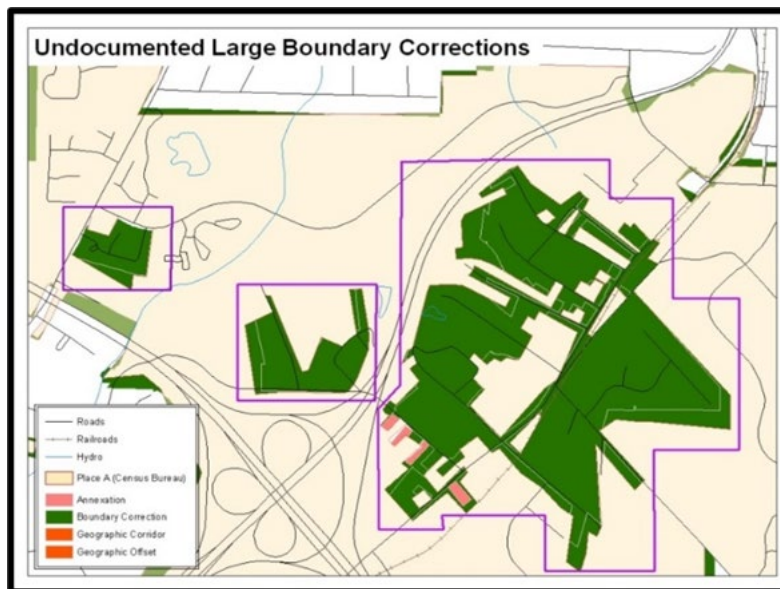 Undocumented Large Boundary Corrections
Roads
Railroads
Hydro
Place A (Census Bureau)
Annexation
Boundary Correction
Geographic Corridor
Geographic Offset